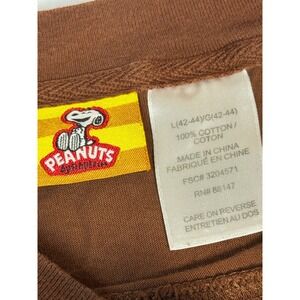 PEANUTS
L(42-44)/G(42-44)
100% COTTON /
COTON
MADE IN CHINA
FABRIQUÉ EN CHINE
FSC# 3204571
RN# 88147
CARE ON REVERSE
ENTRETIEN AU DOS